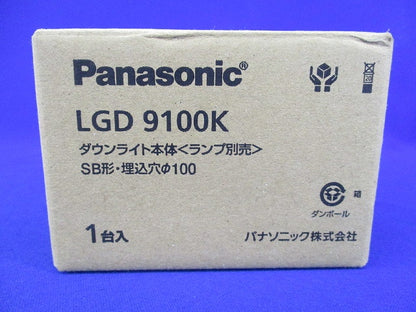 Panasonic®
LGD 9100K
ダウンライト本体<ランプ別売>
SB形・埋込穴Φ100
箱
ダンボール
1台入
パナソニック株式会社